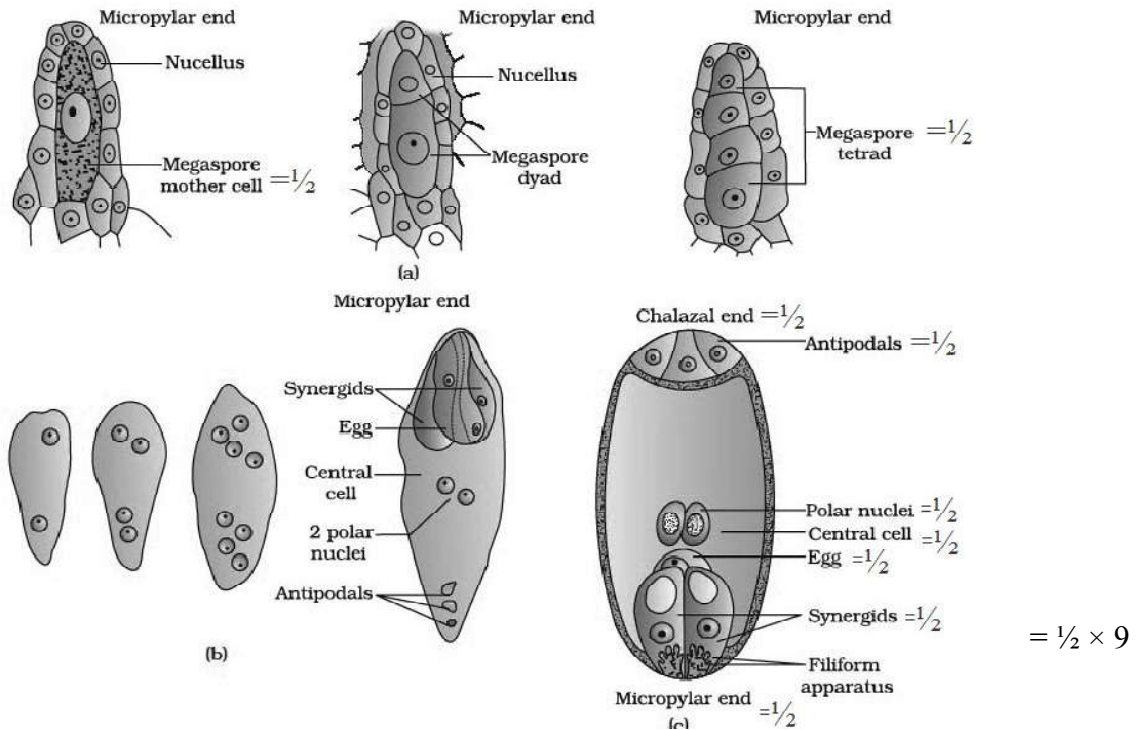 Micropylar end
Nucellus
Megaspore
mother cell =½
Micropylar end
Nucellus
Megaspore
dyad
Micropylar end
Megaspore =½
tetrad
(a)
Micropylar end
Synergids
Egg
Central
cell
2 polar
nuclei
Antipodals
(b)
Chalazal end =½
Antipodals =½
Polar nuclei =½
Central cell =½
Egg =½
Synergids =½
Filiform
apparatus
Micropylar end =½
(c)
= ½ × 9